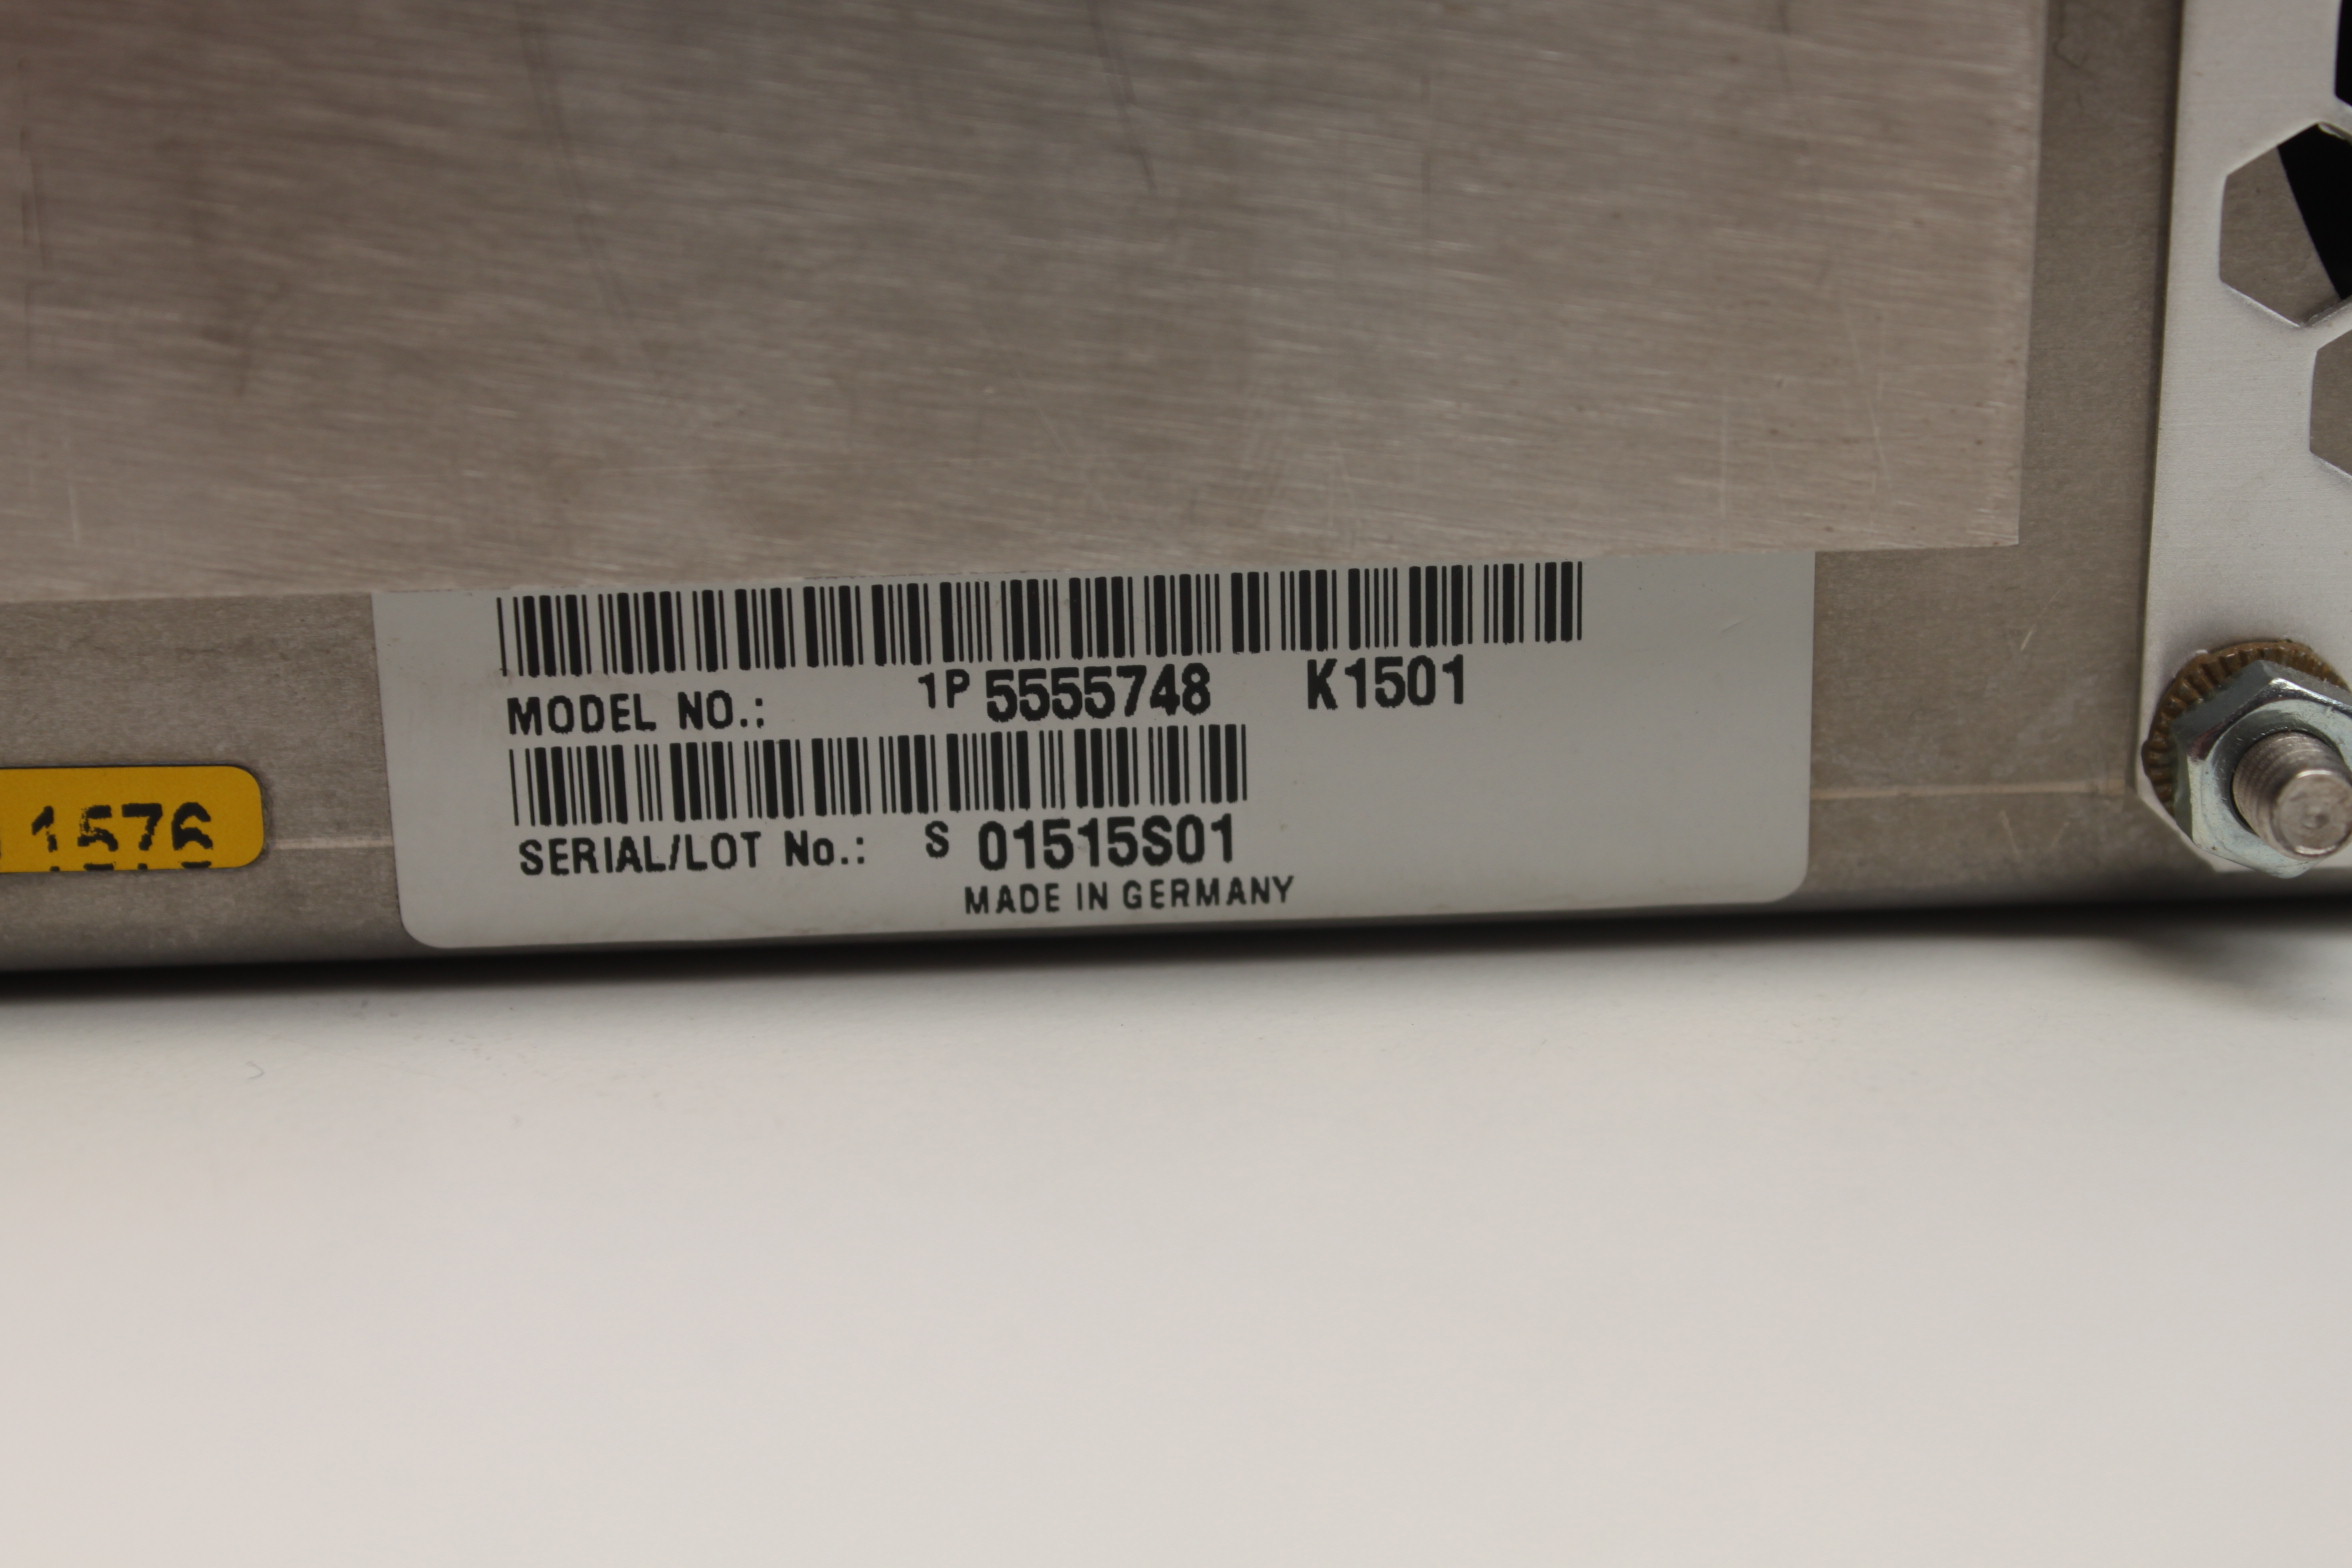 MODEL NO.: 1P 5555748 K1501
SERIAL/LOT No.: S 01515S01
MADE IN GERMANY
1576